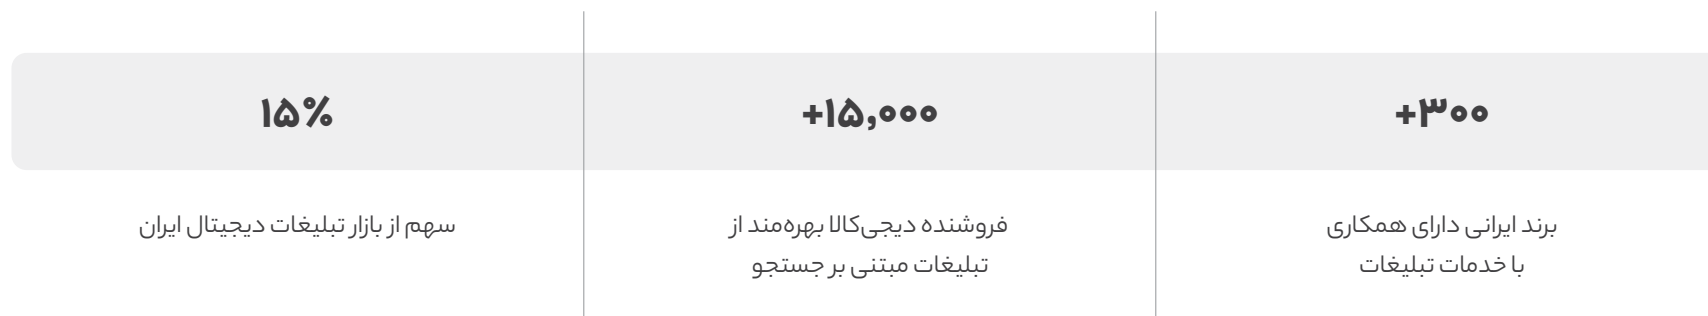 +۳۰۰
برند ایرانی دارای همکاری
با خدمات تبلیغات
+۱۵,۰۰۰
فروشنده دیجی‌کالا بهره‌مند از
تبلیغات مبتنی بر جستجو
۱۵%
سهم از بازار تبلیغات دیجیتال ایران